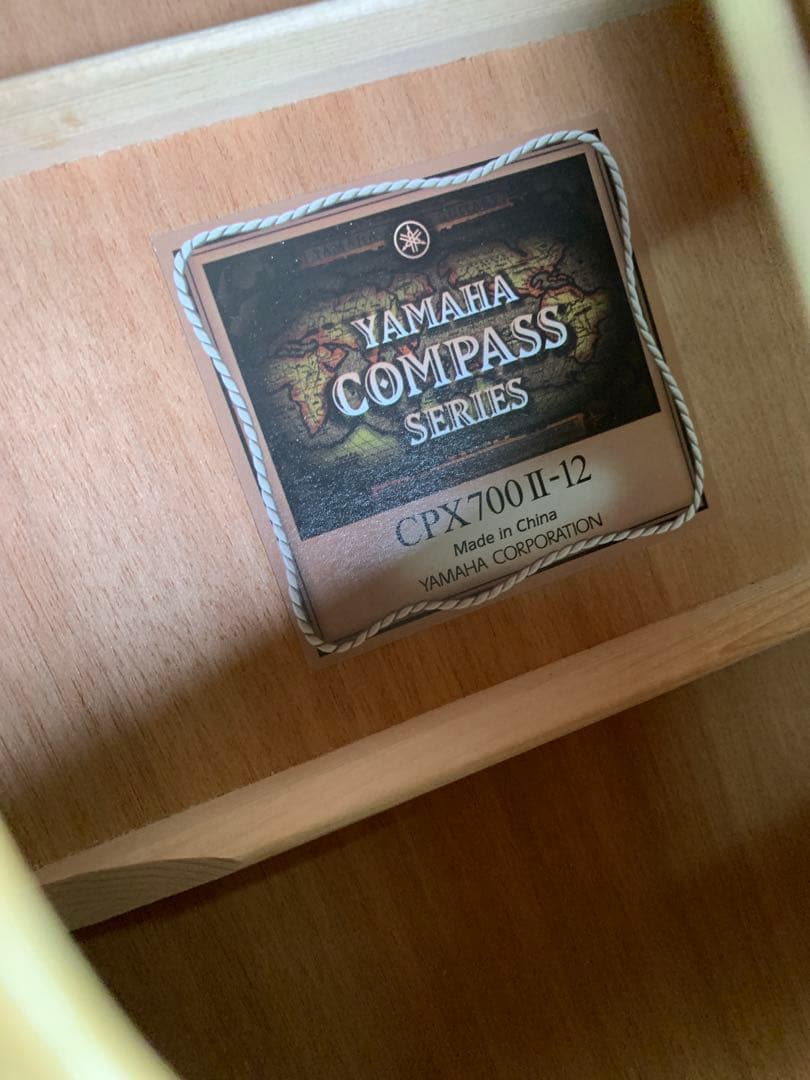 YAMAHA
COMPASS
SERIES
CPX700II-12
Made in China
YAMAHA CORPORATION